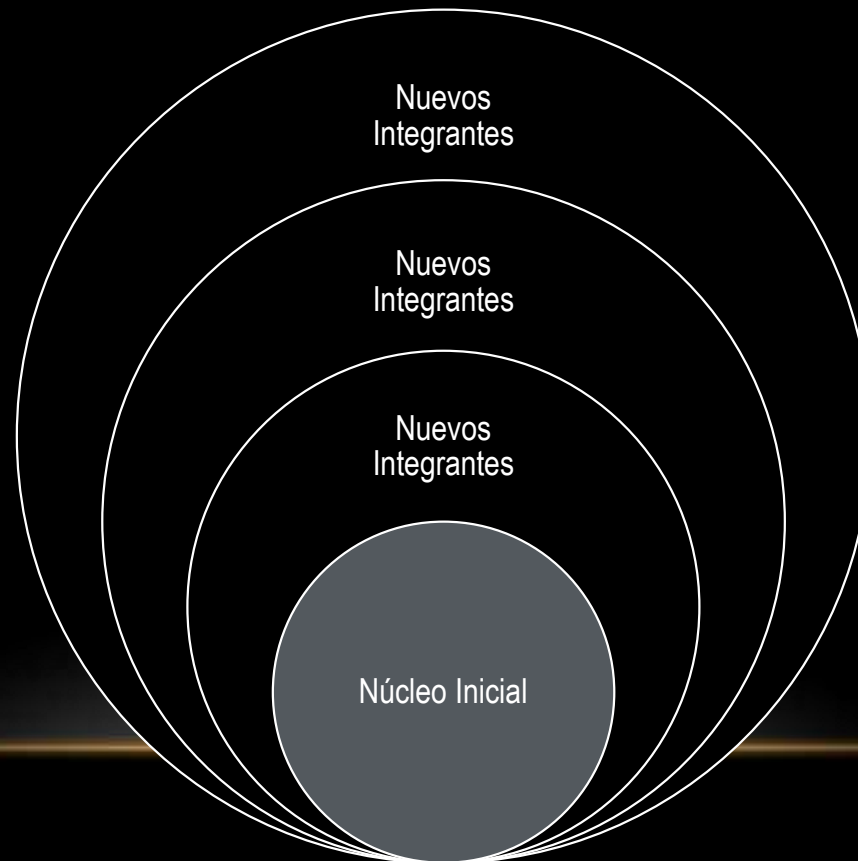 Nuevos
Integrantes
Nuevos
Integrantes
Nuevos
Integrantes
Núcleo Inicial